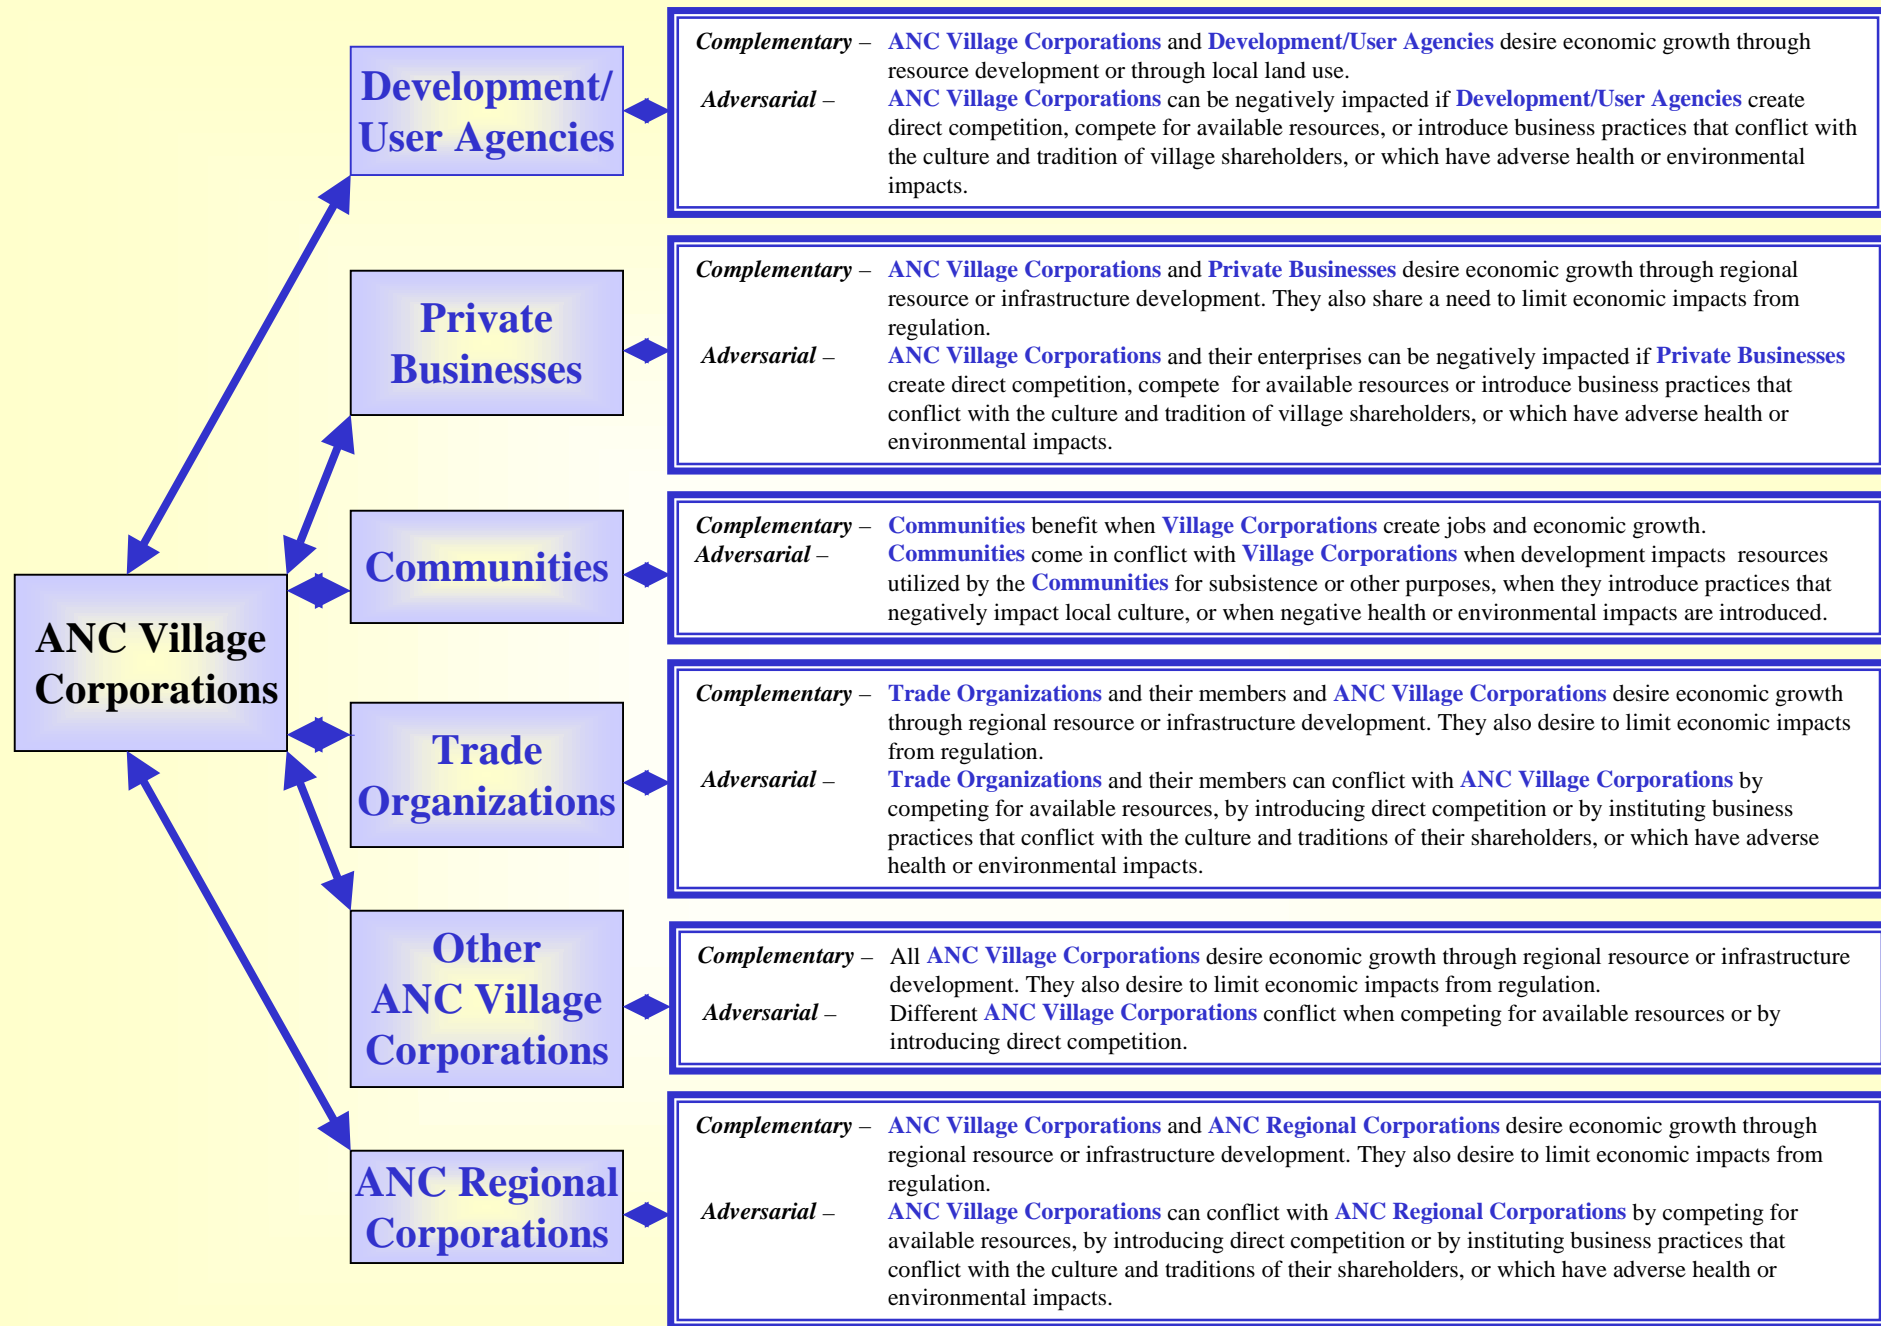 Development/
User Agencies
Complementary – ANC Village Corporations and Development/User Agencies desire economic growth through
resource development or through local land use.
Adversarial – ANC Village Corporations can be negatively impacted if Development/User Agencies create
direct competition, compete for available resources, or introduce business practices that conflict with
the culture and tradition of village shareholders, or which have adverse health or environmental
impacts.
Private
Businesses
Complementary – ANC Village Corporations and Private Businesses desire economic growth through regional
resource or infrastructure development. They also share a need to limit economic impacts from
regulation.
Adversarial – ANC Village Corporations and their enterprises can be negatively impacted if Private Businesses
create direct competition, compete for available resources or introduce business practices that
conflict with the culture and tradition of village shareholders, or which have adverse health or
environmental impacts.
Communities
Complementary – Communities benefit when Village Corporations create jobs and economic growth.
Adversarial – Communities come in conflict with Village Corporations when development impacts resources
utilized by the Communities for subsistence or other purposes, when they introduce practices that
negatively impact local culture, or when negative health or environmental impacts are introduced.
ANC Village
Corporations
Trade
Organizations
Complementary – Trade Organizations and their members and ANC Village Corporations desire economic growth
through regional resource or infrastructure development. They also desire to limit economic impacts
from regulation.
Adversarial – Trade Organizations and their members can conflict with ANC Village Corporations by
competing for available resources, by introducing direct competition or by instituting business
practices that conflict with the culture and traditions of their shareholders, or which have adverse
health or environmental impacts.
Other
ANC Village
Corporations
Complementary – All ANC Village Corporations desire economic growth through regional resource or infrastructure
development. They also desire to limit economic impacts from regulation.
Adversarial – Different ANC Village Corporations conflict when competing for available resources or by
introducing direct competition.
ANC Regional
Corporations
Complementary – ANC Village Corporations and ANC Regional Corporations desire economic growth through
regional resource or infrastructure development. They also desire to limit economic impacts from
regulation.
Adversarial – ANC Village Corporations can conflict with ANC Regional Corporations by competing for
available resources, by introducing direct competition or by instituting business practices that
conflict with the culture and traditions of their shareholders, or which have adverse health or
environmental impacts.